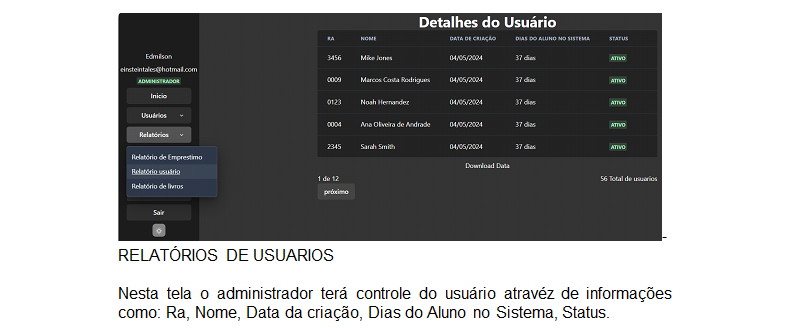 Detalhes do Usuário
Edmilson
einsteintales@hotmail.com
ADMINISTRADOR
Início
Usuários
Relatórios
Relatório de Emprestimo
Relatório usuário
Relatório de livros
Sair
RA NOME DATA DE CRIAÇÃO DIAS DO ALUNO NO SISTEMA STATUS
3456 Mike Jones 04/05/2024 37 dias ATIVO
0009 Marcos Costa Rodrigues 04/05/2024 37 dias ATIVO
0123 Noah Hernandez 04/05/2024 37 dias ATIVO
0004 Ana Oliveira de Andrade 04/05/2024 37 dias ATIVO
2345 Sarah Smith 04/05/2024 37 dias ATIVO
Download Data
1 de 12 56 Total de usuarios
próximo
RELATÓRIOS DE USUARIOS
Nesta tela o administrador terá controle do usuário atravéz de informações
como: Ra, Nome, Data da criação, Dias do Aluno no Sistema, Status.